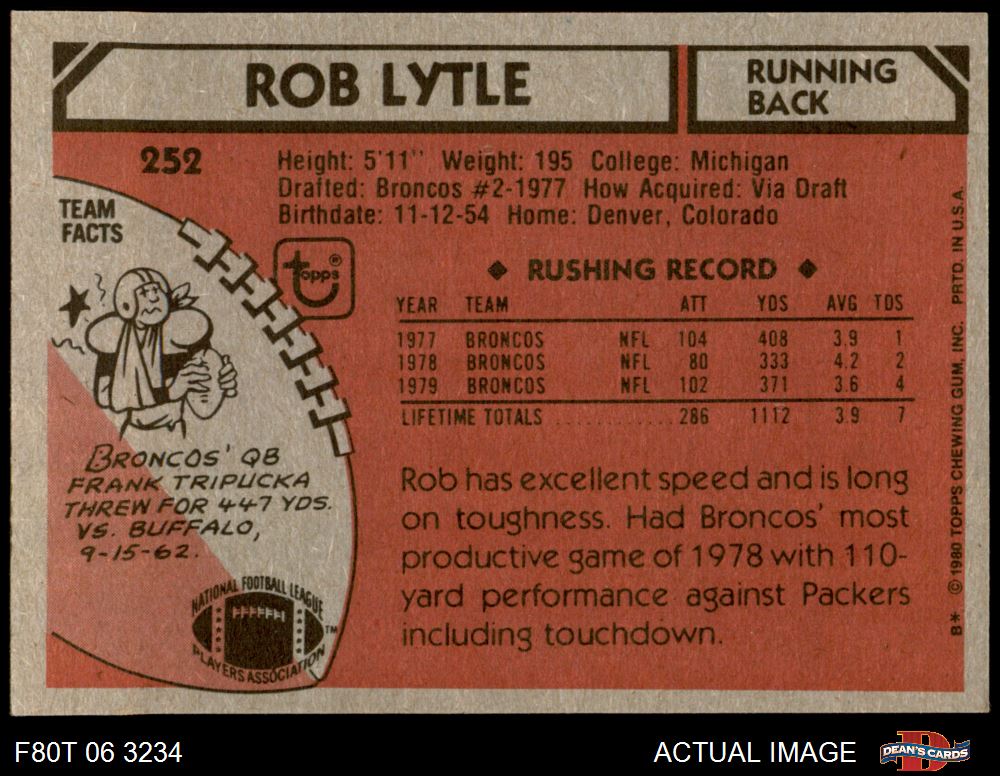 ROB LYTLE
RUNNING
BACK
252
Height: 5'11" Weight: 195 College: Michigan
Drafted: Broncos #2-1977 How Acquired: Via Draft
Birthdate: 11-12-54 Home: Denver, Colorado
TEAM
FACTS
topps®
◆ RUSHING RECORD ◆
YEAR TEAM ATT YDS AVG TDS
1977 BRONCOS NFL 104 408 3.9 1
1978 BRONCOS NFL 80 333 4.2 2
1979 BRONCOS NFL 102 371 3.6 4
LIFETIME TOTALS ............ 286 1112 3.9 7
BRONCOS' QB
FRANK TRIPUCKA
THREW FOR 447 YDS.
VS. BUFFALO,
9-15-62.
Rob has excellent speed and is long
on toughness. Had Broncos' most
productive game of 1978 with 110-
yard performance against Packers
including touchdown.
NATIONAL FOOTBALL LEAGUE
PLAYERS ASSOCIATION
TM
B* © 1980 TOPPS CHEWING GUM, INC. PRTD. IN U.S.A.
F80T 06 3234
ACTUAL IMAGE
D
DEAN'S CARDS